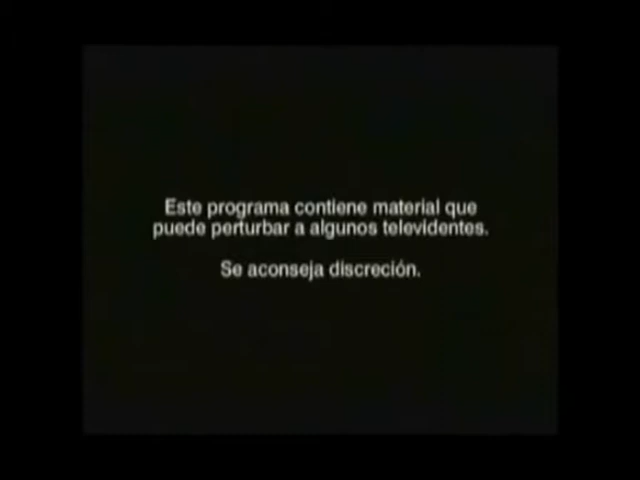 Este programa contiene material que
puede perturbar a algunos televidentes.
Se aconseja discreción.